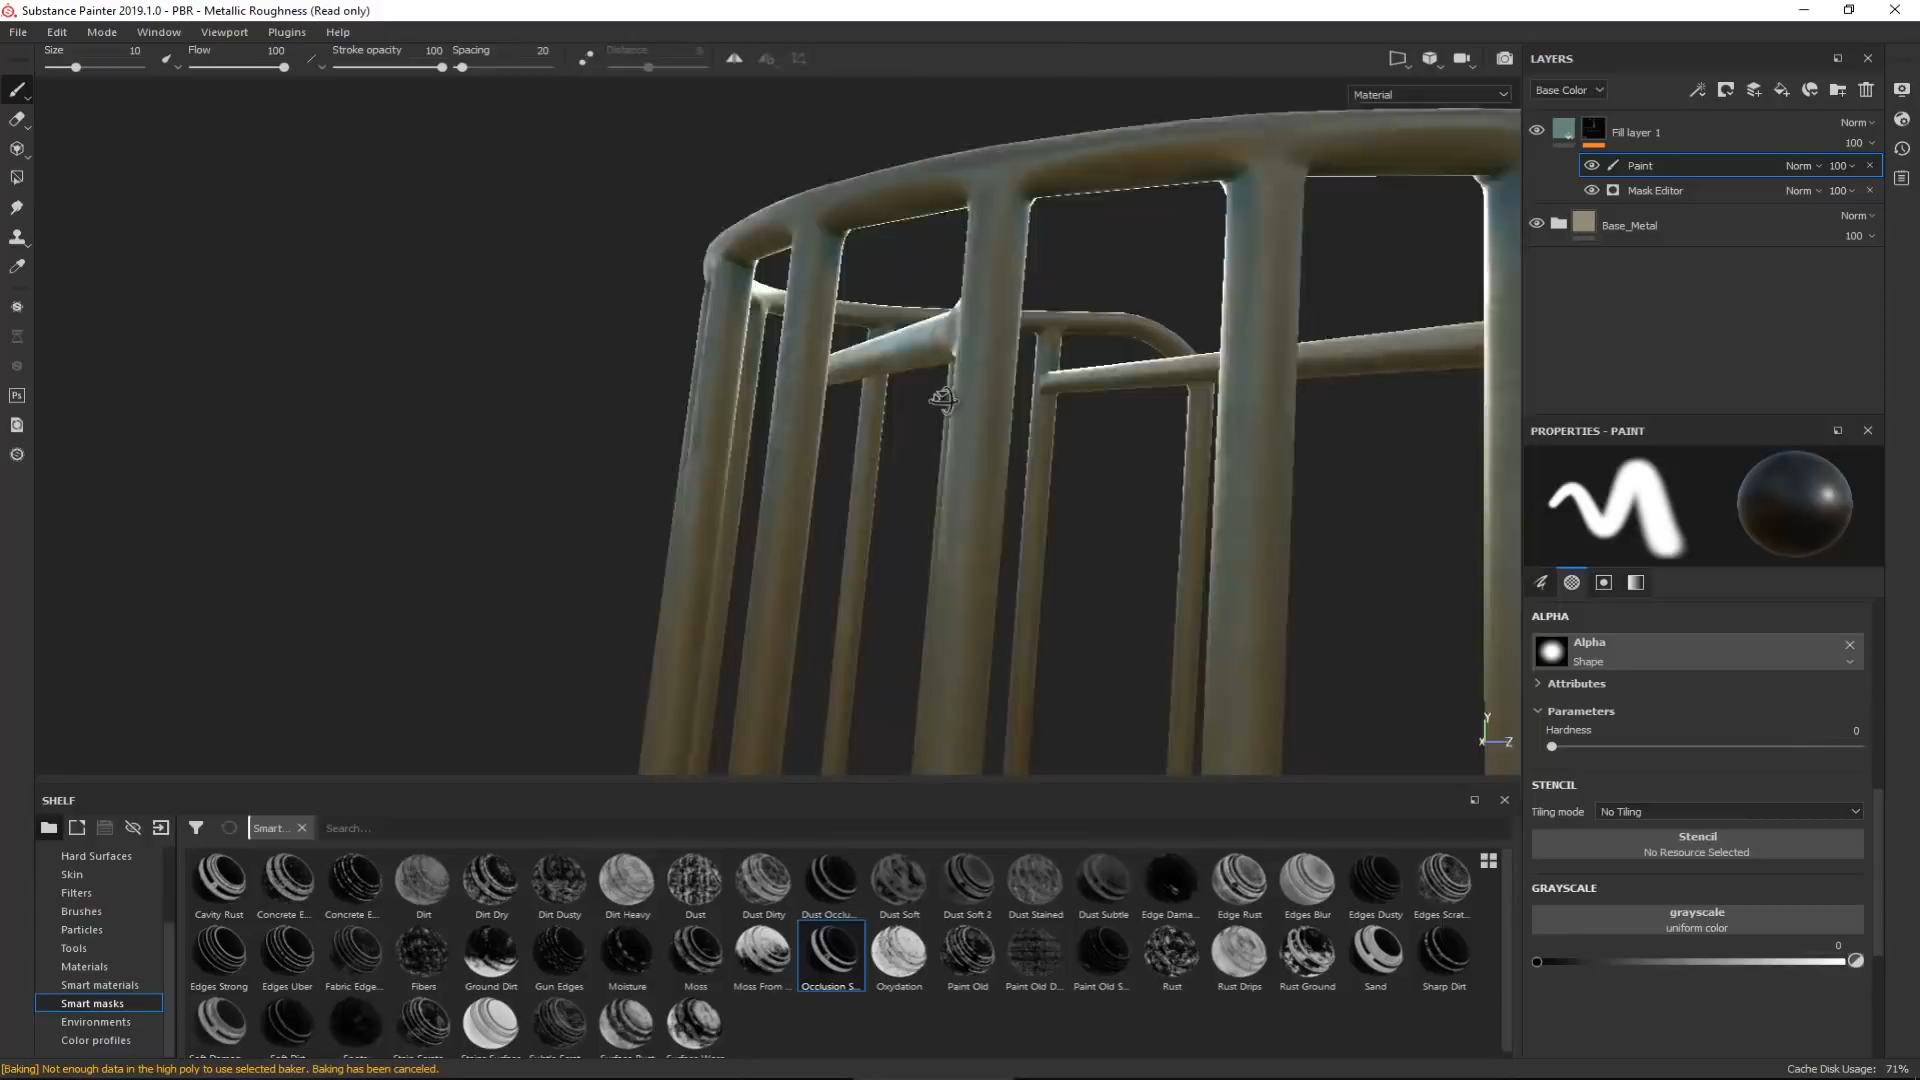 Substance Painter 2019.1.0 - PBR - Metallic Roughness (Read only)
File Edit Mode Window Viewport Plugins Help
Size 10 Flow 100 Stroke opacity 100 Spacing 20 Distance
Material
LAYERS
Base Color
Norm
Fill layer 1
100
Paint Norm 100
Mask Editor Norm 100
Norm
Base_Metal
100
PROPERTIES - PAINT
ALPHA
Alpha
Shape
Attributes
Parameters
Hardness 0
STENCIL
Tiling mode No Tiling
Stencil
No Resource Selected
GRAYSCALE
grayscale
uniform color
0
Y
X Z
Ps
SHELF
Smart... Search...
Hard Surfaces
Skin
Filters
Brushes
Particles
Tools
Materials
Smart materials
Smart masks
Environments
Color profiles
Cavity Rust Concrete E... Concrete E... Dirt Dirt Dry Dirt Dusty Dirt Heavy Dust Dust Dirty Dust Occlu... Dust Soft Dust Soft 2 Dust Stained Dust Subtle Edge Dama... Edge Rust Edges Blur Edges Dusty Edges Scrat...
Edges Strong Edges Uber Fabric Edge... Fibers Ground Dirt Gun Edges Moisture Moss Moss From ... Occlusion S... Oxydation Paint Old Paint Old D... Paint Old S... Rust Rust Drips Rust Ground Sand Sharp Dirt
[Baking] Not enough data in the high poly to use selected baker. Baking has been canceled.
Cache Disk Usage: 71%